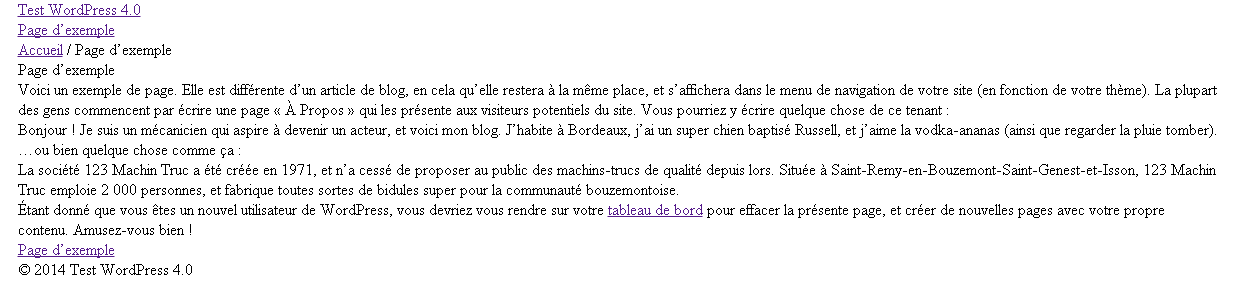 Test WordPress 4.0
Page d’exemple
Accueil / Page d’exemple
Page d’exemple
Voici un exemple de page. Elle est différente d’un article de blog, en cela qu’elle restera à la même place, et s’affichera dans le menu de navigation de votre site (en fonction de votre thème). La plupart
des gens commencent par écrire une page « À Propos » qui les présente aux visiteurs potentiels du site. Vous pourriez y écrire quelque chose de ce tenant :
Bonjour ! Je suis un mécanicien qui aspire à devenir un acteur, et voici mon blog. J’habite à Bordeaux, j’ai un super chien baptisé Russell, et j’aime la vodka-ananas (ainsi que regarder la pluie tomber).
…ou bien quelque chose comme ça :
La société 123 Machin Truc a été créée en 1971, et n’a cessé de proposer au public des machins-trucs de qualité depuis lors. Située à Saint-Remy-en-Bouzemont-Saint-Genest-et-Isson, 123 Machin
Truc emploie 2 000 personnes, et fabrique toutes sortes de bidules super pour la communauté bouzemontoise.
Étant donné que vous êtes un nouvel utilisateur de WordPress, vous devriez vous rendre sur votre tableau de bord pour effacer la présente page, et créer de nouvelles pages avec votre propre
contenu. Amusez-vous bien !
Page d’exemple
© 2014 Test WordPress 4.0